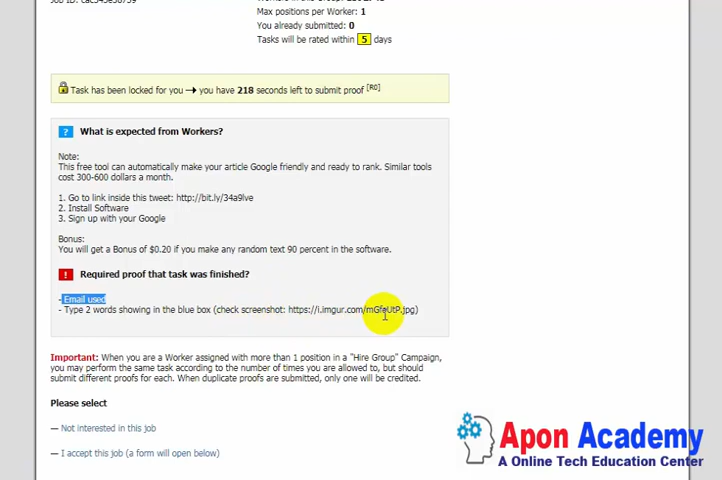 Max positions per Worker: 1
You already submitted: 0
Tasks will be rated within 5 days
Task has been locked for you → you have 218 seconds left to submit proof [R0]
? What is expected from Workers?
Note:
This free tool can automatically make your article Google friendly and ready to rank. Similar tools
cost 300-600 dollars a month.
1. Go to link inside this tweet: http://bit.ly/34a9lve
2. Install Software
3. Sign up with your Google
Bonus:
You will get a Bonus of $0.20 if you make any random text 90 percent in the software.
! Required proof that task was finished?
- Email used
- Type 2 words showing in the blue box (check screenshot:
Important: When you are a Worker assigned with more than 1 position in a "Hire Group" Campaign,
you may perform the same task according to the number of times you are allowed to, but should
submit different proofs for each. When duplicate proofs are submitted, only one will be credited.
Please select
— Not interested in this job
— I accept this job (a form will open below)
Apon Academy
A Online Tech Education Center